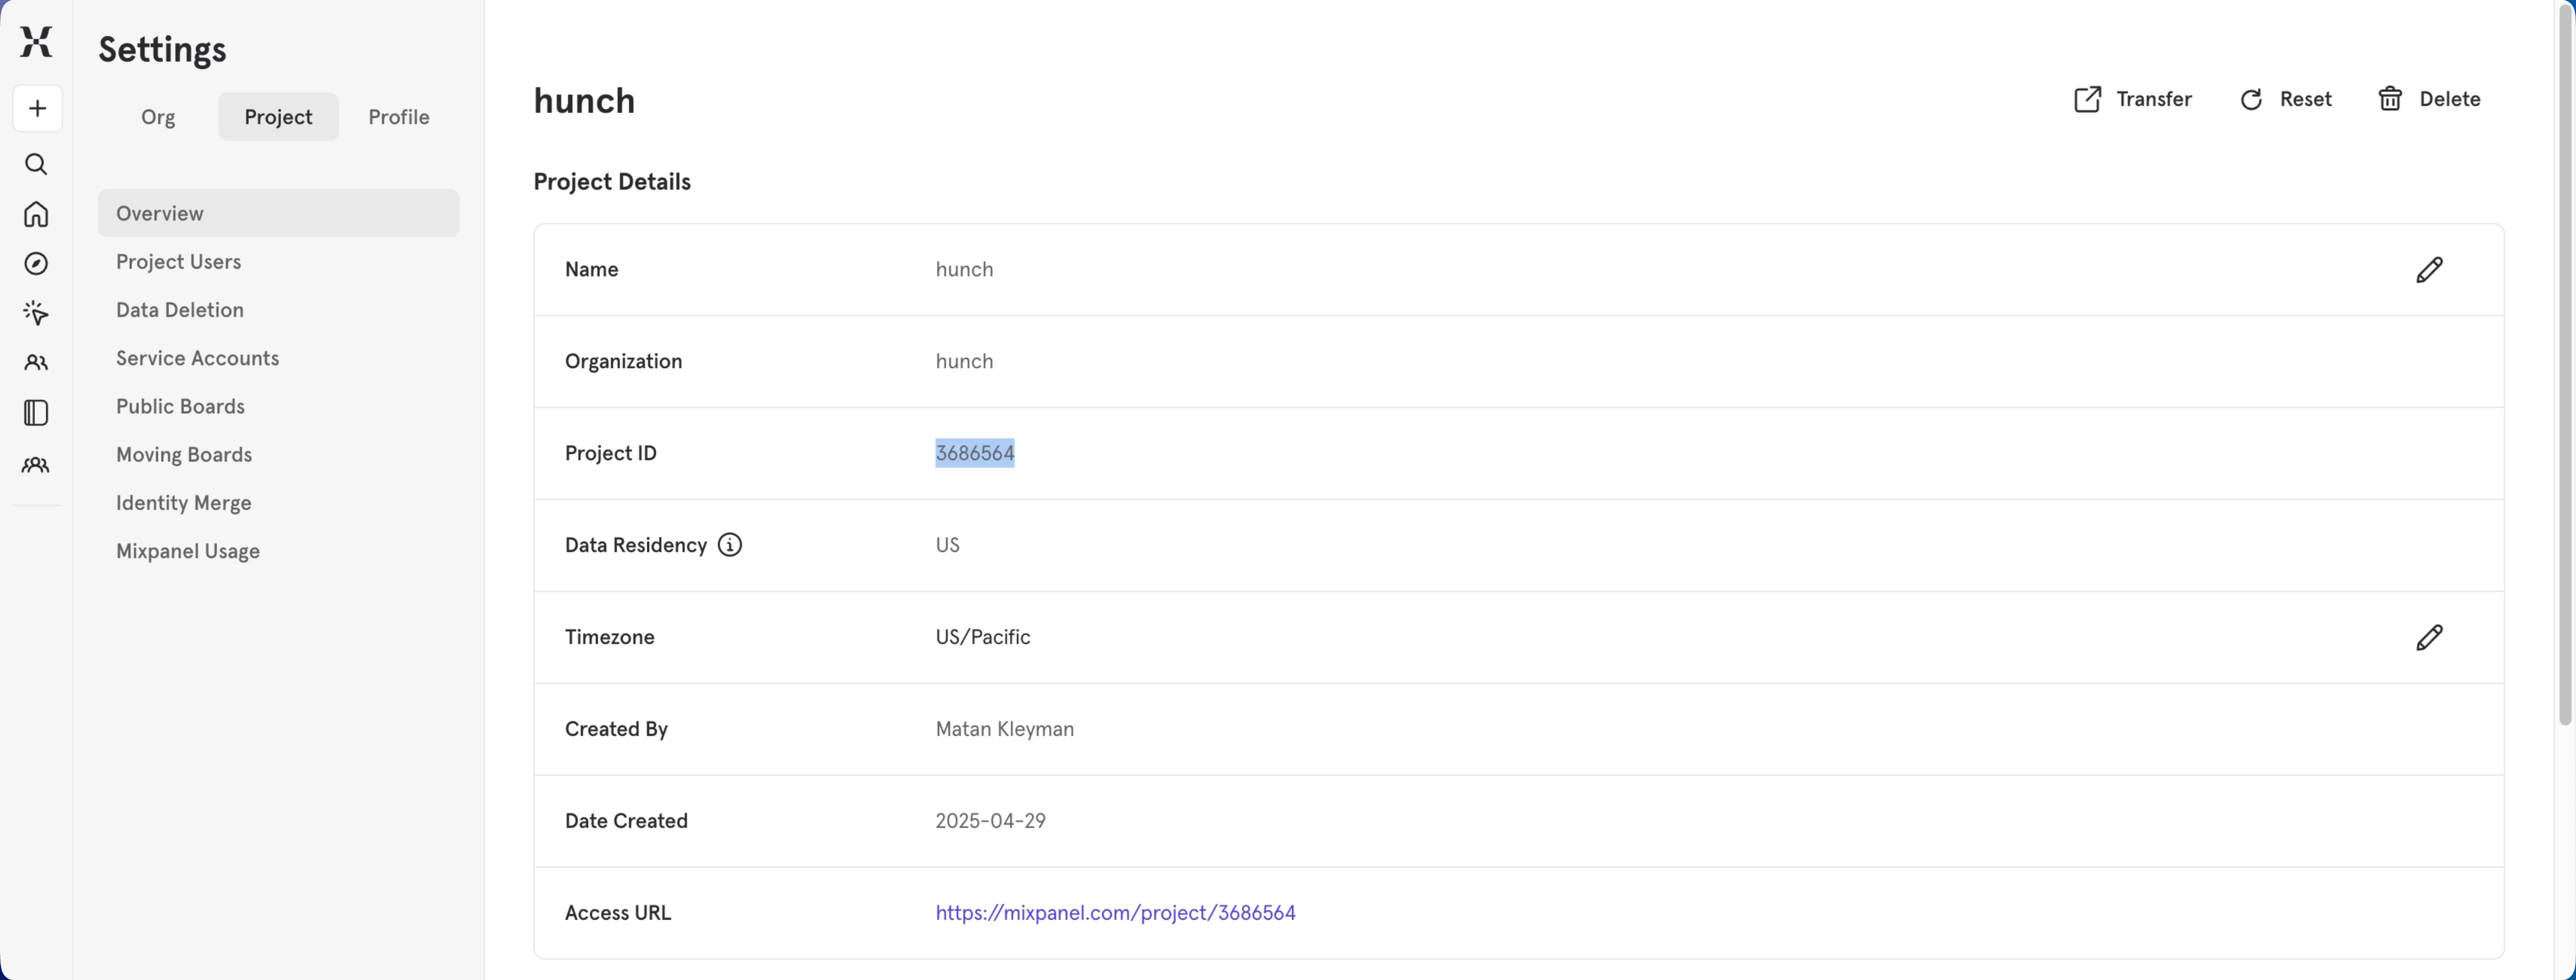 Settings
Org
Project
Profile
Overview
Project Users
Data Deletion
Service Accounts
Public Boards
Moving Boards
Identity Merge
Mixpanel Usage
hunch
Transfer
Reset
Delete
Project Details
Name hunch
Organization hunch
Project ID 3686564
Data Residency US
Timezone US/Pacific
Created By Matan Kleyman
Date Created 2025-04-29
Access URL https://mixpanel.com/project/3686564